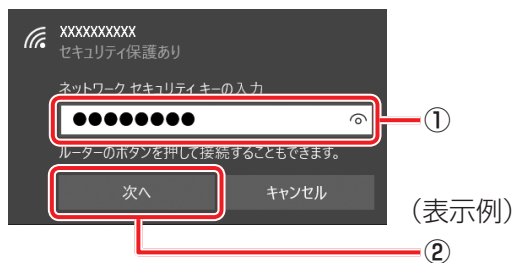 XXXXXXXXXX
セキュリティ保護あり
ネットワーク セキュリティ キーの入力
●●●●●●●●
①
ルーターのボタンを押して接続することもできます。
次へ
キャンセル
（表示例）
②